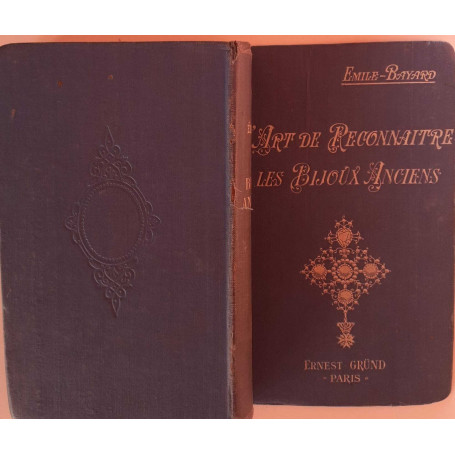 EMILE-BAYARD
L'ART DE RECONNAITRE
LES BIJOUX ANCIENS
ERNEST GRÜND
- PARIS -